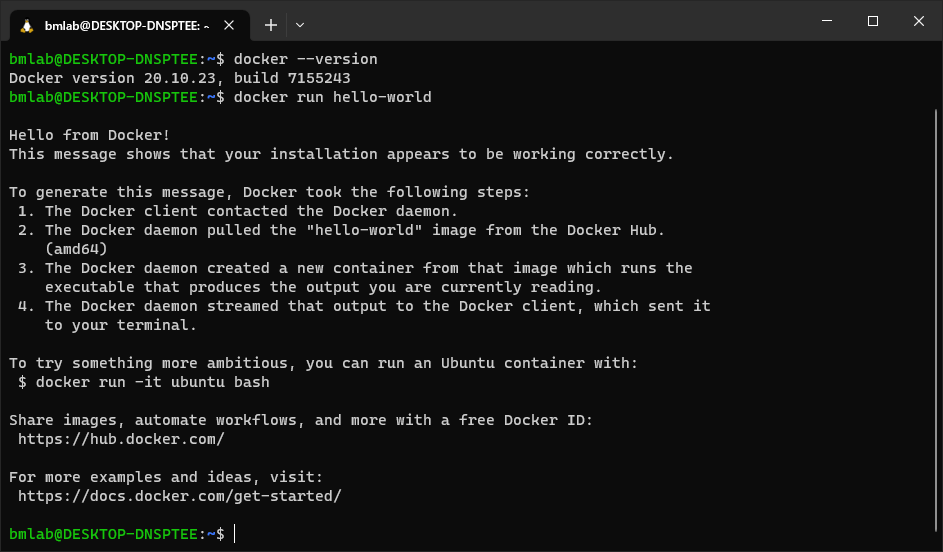 bmlab@DESKTOP-DNSPTEE: ~
bmlab@DESKTOP-DNSPTEE:~$ docker --version
Docker version 20.10.23, build 7155243
bmlab@DESKTOP-DNSPTEE:~$ docker run hello-world
Hello from Docker!
This message shows that your installation appears to be working correctly.
To generate this message, Docker took the following steps:
1. The Docker client contacted the Docker daemon.
2. The Docker daemon pulled the "hello-world" image from the Docker Hub.
(amd64)
3. The Docker daemon created a new container from that image which runs the
executable that produces the output you are currently reading.
4. The Docker daemon streamed that output to the Docker client, which sent it
to your terminal.
To try something more ambitious, you can run an Ubuntu container with:
$ docker run -it ubuntu bash
Share images, automate workflows, and more with a free Docker ID:
https://hub.docker.com/
For more examples and ideas, visit:
https://docs.docker.com/get-started/
bmlab@DESKTOP-DNSPTEE:~$